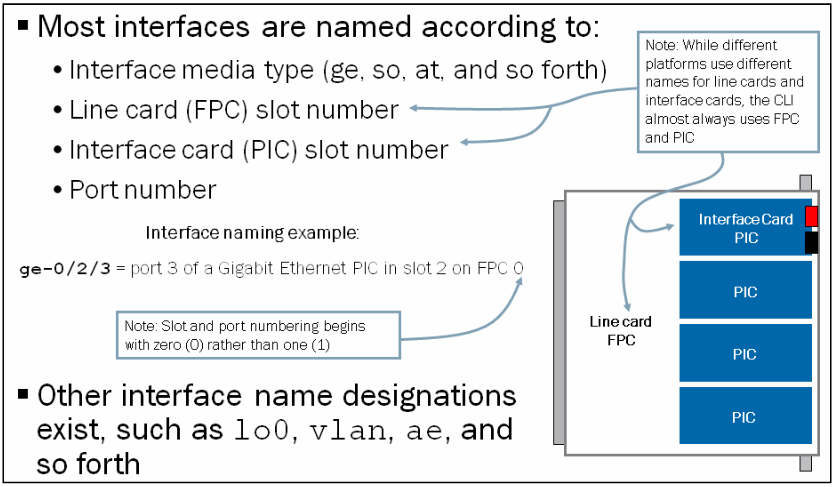 ▪ Most interfaces are named according to:
• Interface media type (ge, so, at, and so forth)
• Line card (FPC) slot number
• Interface card (PIC) slot number
• Port number
Note: While different
platforms use different
names for line cards and
interface cards, the CLI
almost always uses FPC
and PIC
Interface naming example:
ge-0/2/3 = port 3 of a Gigabit Ethernet PIC in slot 2 on FPC 0
Note: Slot and port numbering begins
with zero (0) rather than one (1)
Interface Card
PIC
PIC
PIC
PIC
Line card
FPC
▪ Other interface name designations
exist, such as lo0, vlan, ae, and
so forth